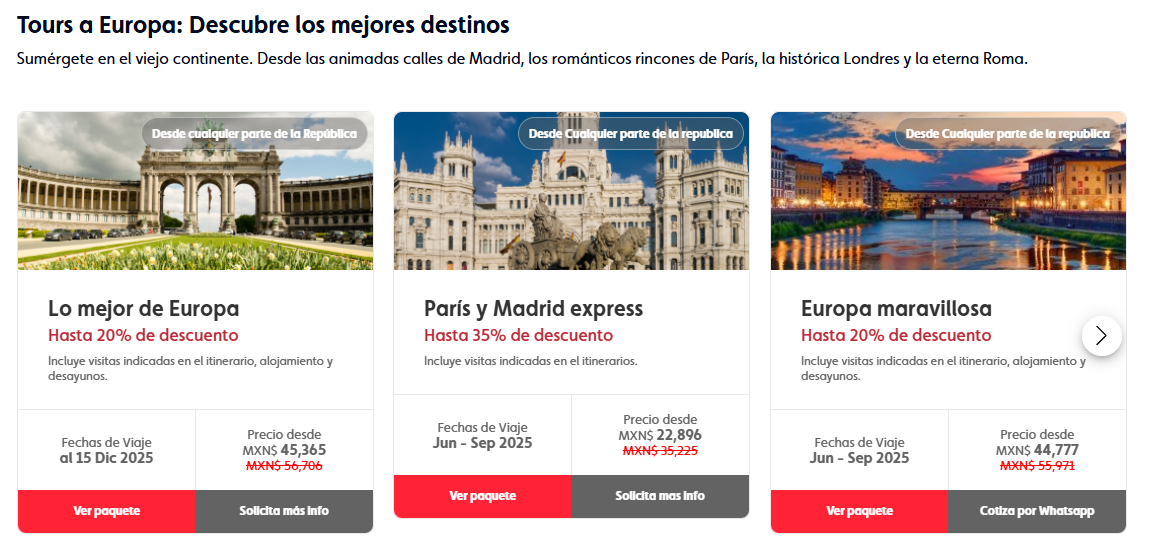 Tours a Europa: Descubre los mejores destinos
Sumérgete en el viejo continente. Desde las animadas calles de Madrid, los románticos rincones de París, la histórica Londres y la eterna Roma.
Desde cualquier parte de la República
Lo mejor de Europa
Hasta 20% de descuento
Incluye visitas indicadas en el itinerario, alojamiento y
desayunos.
Fechas de Viaje
al 15 Dic 2025
Precio desde
MXN$ 45,365
MXN$ 56,706
Ver paquete
Solicita más info
Desde Cualquier parte de la republica
París y Madrid express
Hasta 35% de descuento
Incluye visitas indicadas en el itinerarios.
Fechas de Viaje
Jun - Sep 2025
Precio desde
MXN$ 22,896
MXN$ 35,225
Ver paquete
Solicita mas info
Desde Cualquier parte de la republica
Europa maravillosa
Hasta 20% de descuento
Incluye visitas indicadas en el itinerario, alojamiento y
desayunos.
Fechas de Viaje
Jun - Sep 2025
Precio desde
MXN$ 44,777
MXN$ 55,971
Ver paquete
Cotiza por Whatsapp